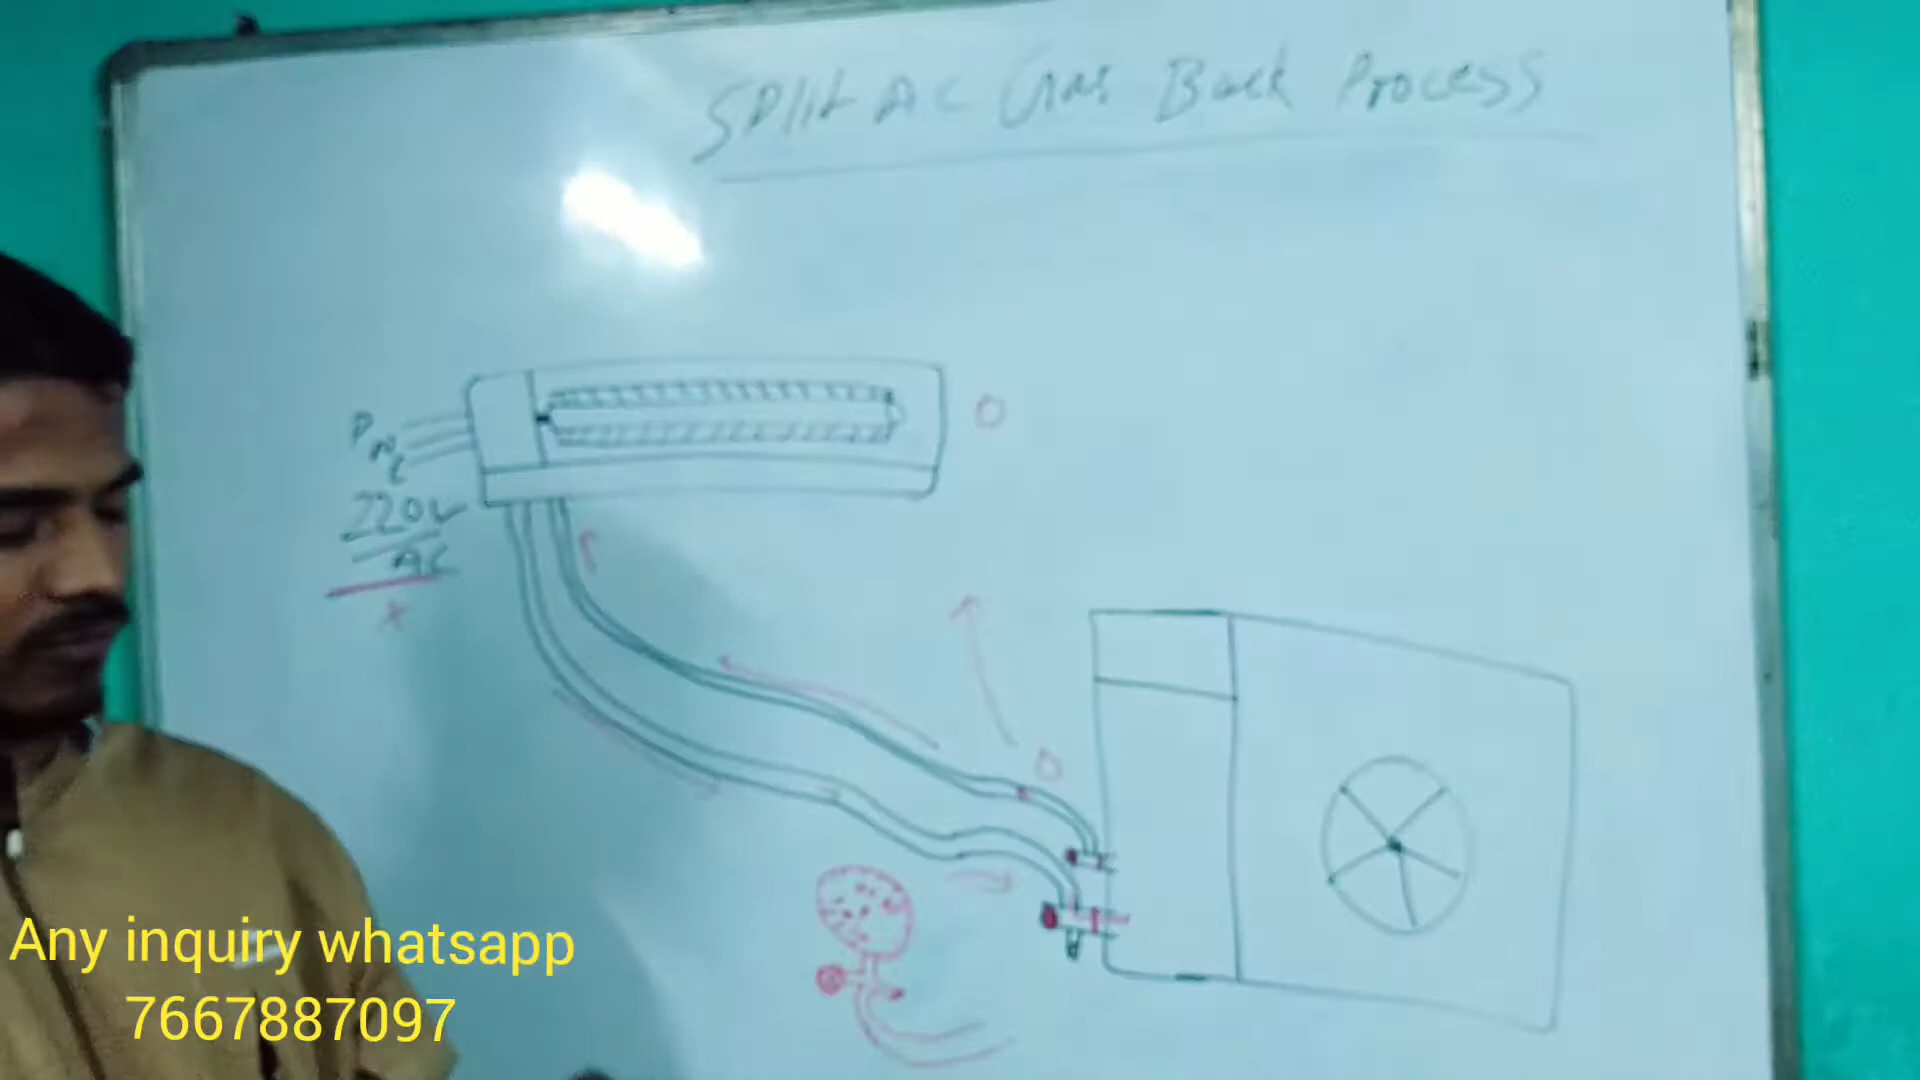 SPlit AC Gas Back Process
P
N
220v
AC
Any inquiry whatsapp
7667887097